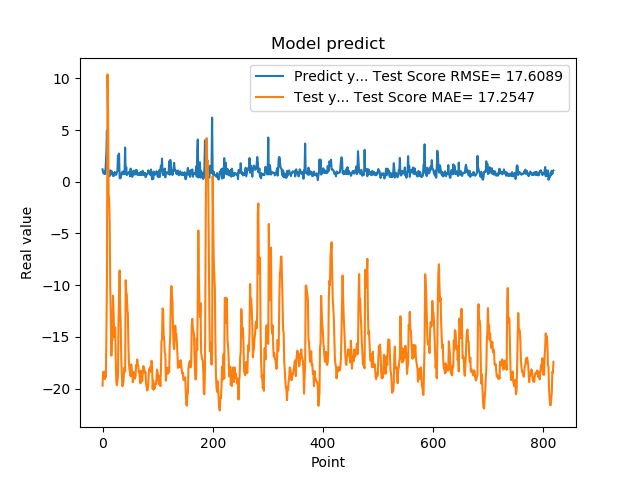 Model predict
Predict y... Test Score RMSE= 17.6089
Test y... Test Score MAE= 17.2547
Real value
10
5
0
−5
−10
−15
−20
0 200 400 600 800
Point